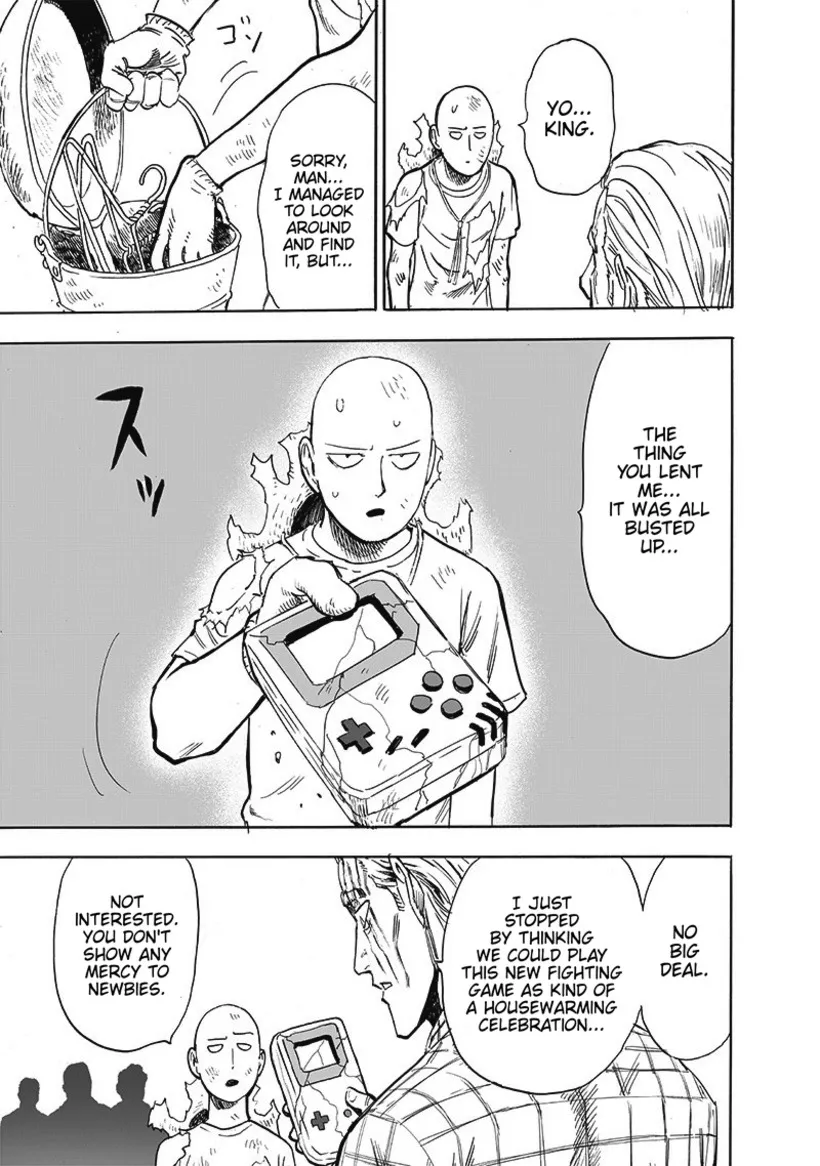 YO...
KING.
ゴソ
SORRY,
MAN...
I MANAGED
TO LOOK
AROUND
AND FIND
IT, BUT...
THE
THING
YOU LENT
ME...
IT WAS ALL
BUSTED
UP...
スッ
NO
BIG
DEAL.
I JUST
STOPPED
BY THINKING
WE COULD PLAY
THIS NEW FIGHTING
GAME AS KIND OF
A HOUSEWARMING
CELEBRATION...
NOT
INTERESTED.
YOU DON'T
SHOW ANY
MERCY TO
NEWBIES.